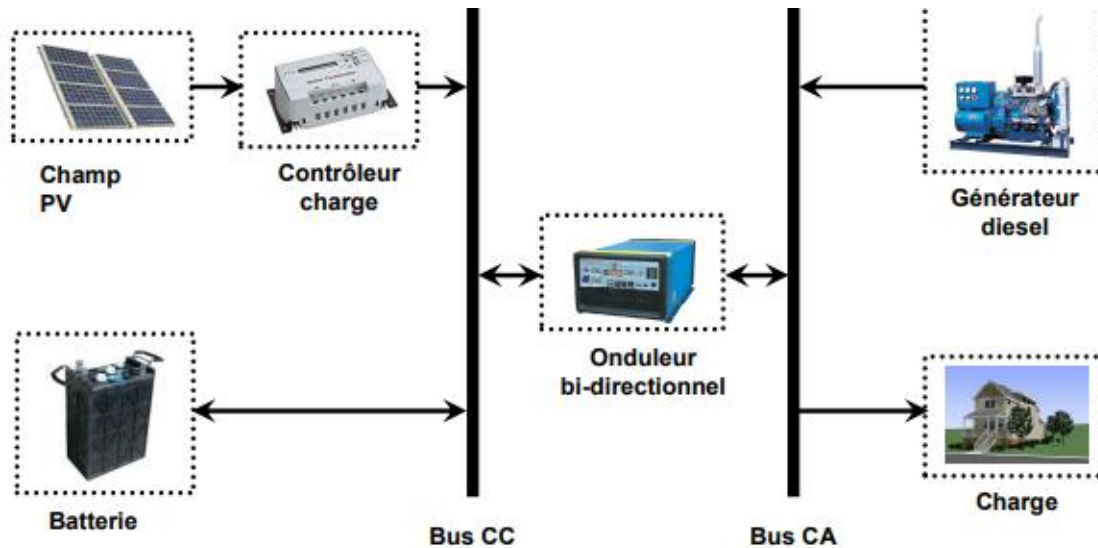 Champ
PV
Contrôleur
charge
Générateur
diesel
Onduleur
bi-directionnel
Batterie
Charge
Bus CC
Bus CA